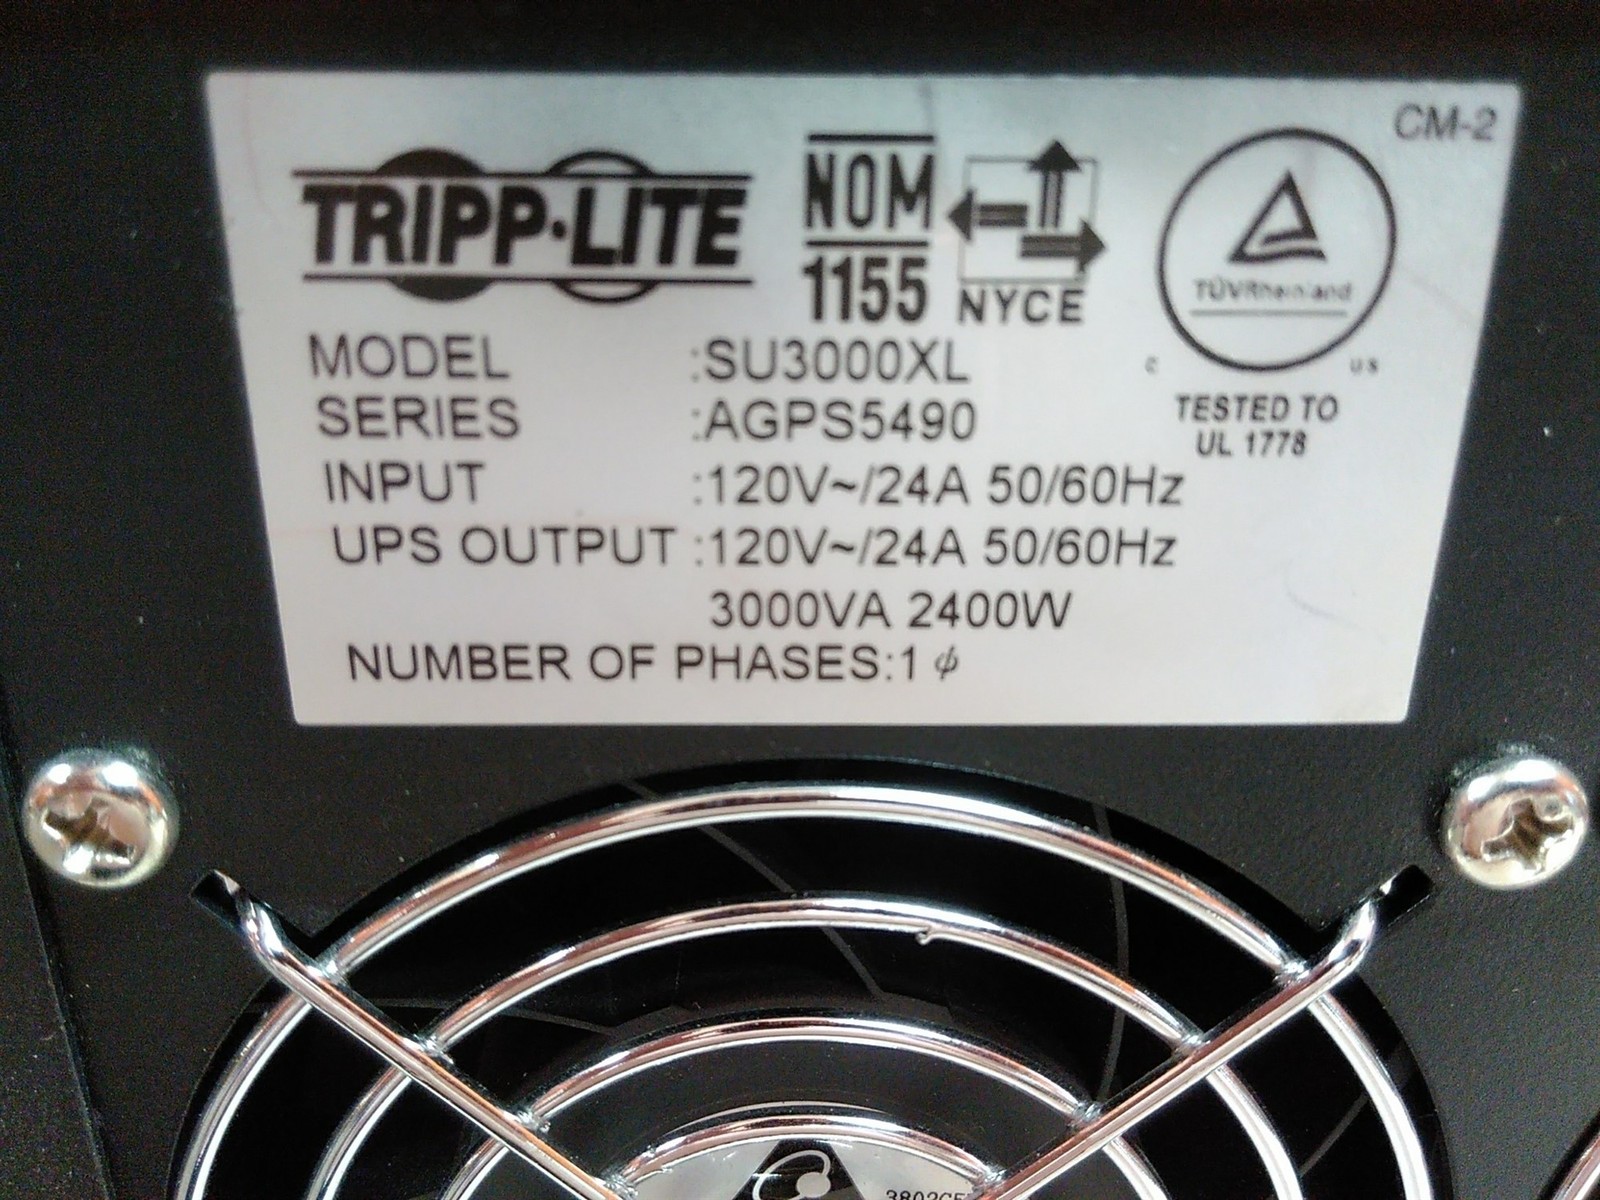 CM-2
TRIPP·LITE
NOM
1155
NYCE
TÜVRheinland
C US
TESTED TO
UL 1778
MODEL :SU3000XL
SERIES :AGPS5490
INPUT :120V~/24A 50/60Hz
UPS OUTPUT :120V~/24A 50/60Hz
3000VA 2400W
NUMBER OF PHASES:1 ϕ